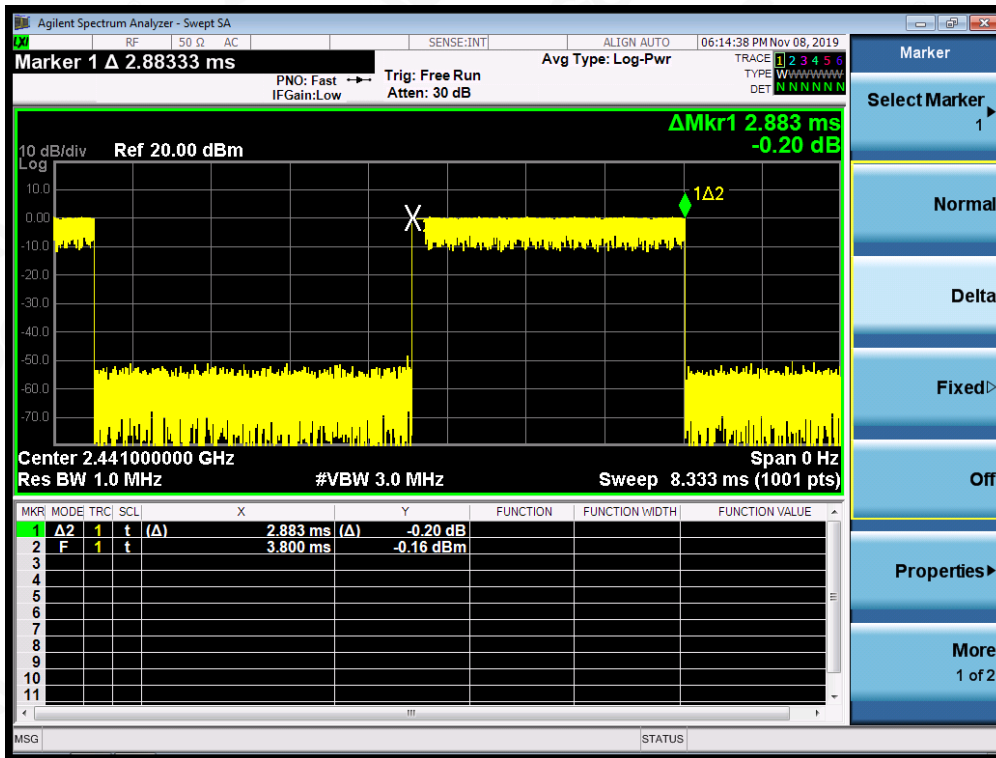 Agilent Spectrum Analyzer - Swept SA
LXI RF 50 Ω AC SENSE:INT ALIGN AUTO 06:14:38 PM Nov 08, 2019
Marker 1 Δ 2.88333 ms
Avg Type: Log-Pwr
TRACE 1 2 3 4 5 6
TYPE WWWWWW
DET N N N N N N
PNO: Fast Trig: Free Run
IFGain:Low Atten: 30 dB
ΔMkr1 2.883 ms
-0.20 dB
10 dB/div Ref 20.00 dBm
Log
10.0
0.00
-10.0
-20.0
-30.0
-40.0
-50.0
-60.0
-70.0
X
1Δ2
Center 2.441000000 GHz Span 0 Hz
Res BW 1.0 MHz #VBW 3.0 MHz Sweep 8.333 ms (1001 pts)
MKR MODE TRC SCL X Y FUNCTION FUNCTION WIDTH FUNCTION VALUE
1 Δ2 1 t (Δ) 2.883 ms (Δ) -0.20 dB
2 F 1 t 3.800 ms -0.16 dBm
3
4
5
6
7
8
9
10
11
MSG STATUS
Marker
Select Marker
1
Normal
Delta
Fixed
Off
Properties
More
1 of 2